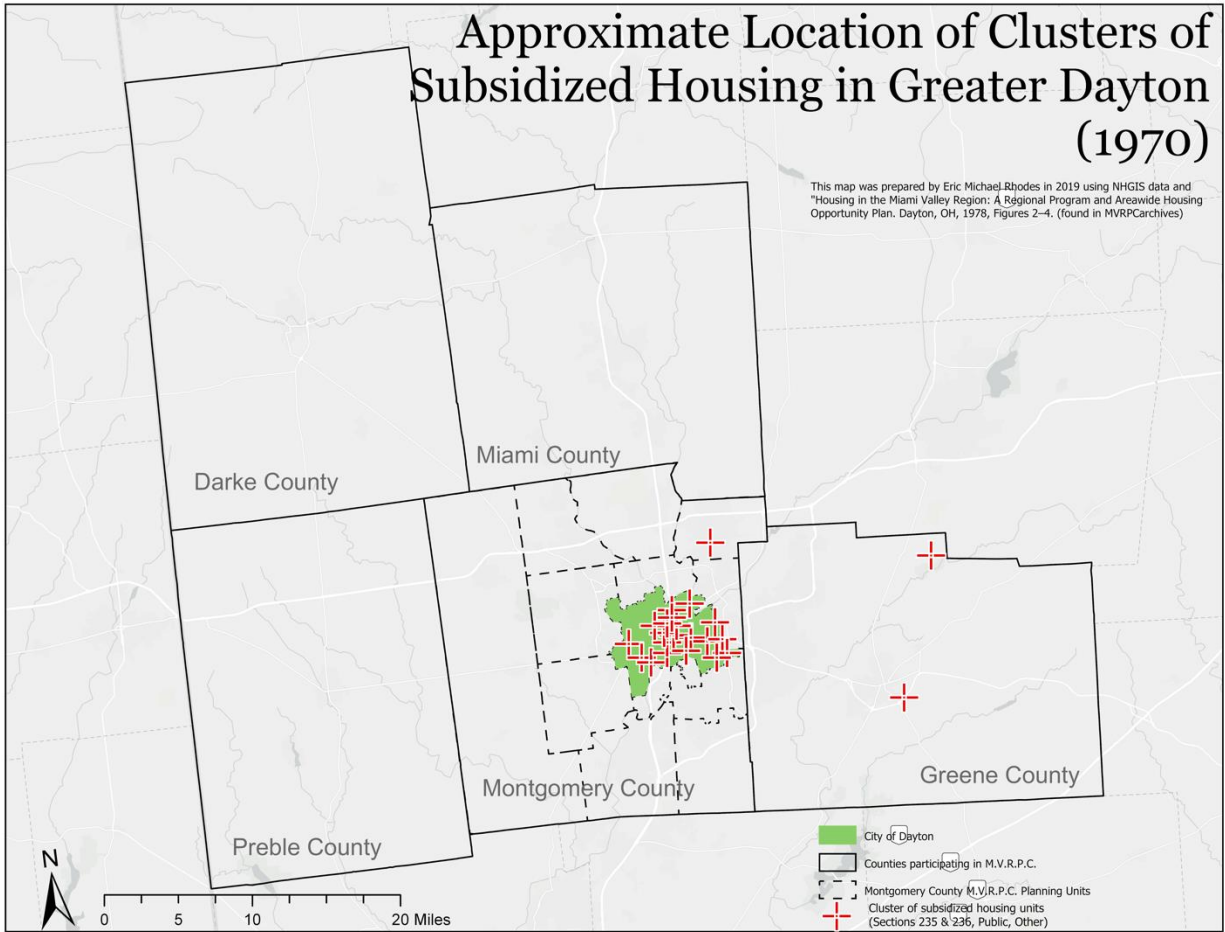 Approximate Location of Clusters of
Subsidized Housing in Greater Dayton
(1970)
This map was prepared by Eric Michael Rhodes in 2019 using NHGIS data and
"Housing in the Miami Valley Region: A Regional Program and Areawide Housing
Opportunity Plan. Dayton, OH, 1978, Figures 2–4. (found in MVRPCarchives)
Miami County
Darke County
Greene County
Montgomery County
Preble County
City of Dayton
Counties participating in M.V.R.P.C.
Montgomery County M.V.R.P.C. Planning Units
Cluster of subsidized housing units
(Sections 235 & 236, Public, Other)
N
0 5 10 20 Miles